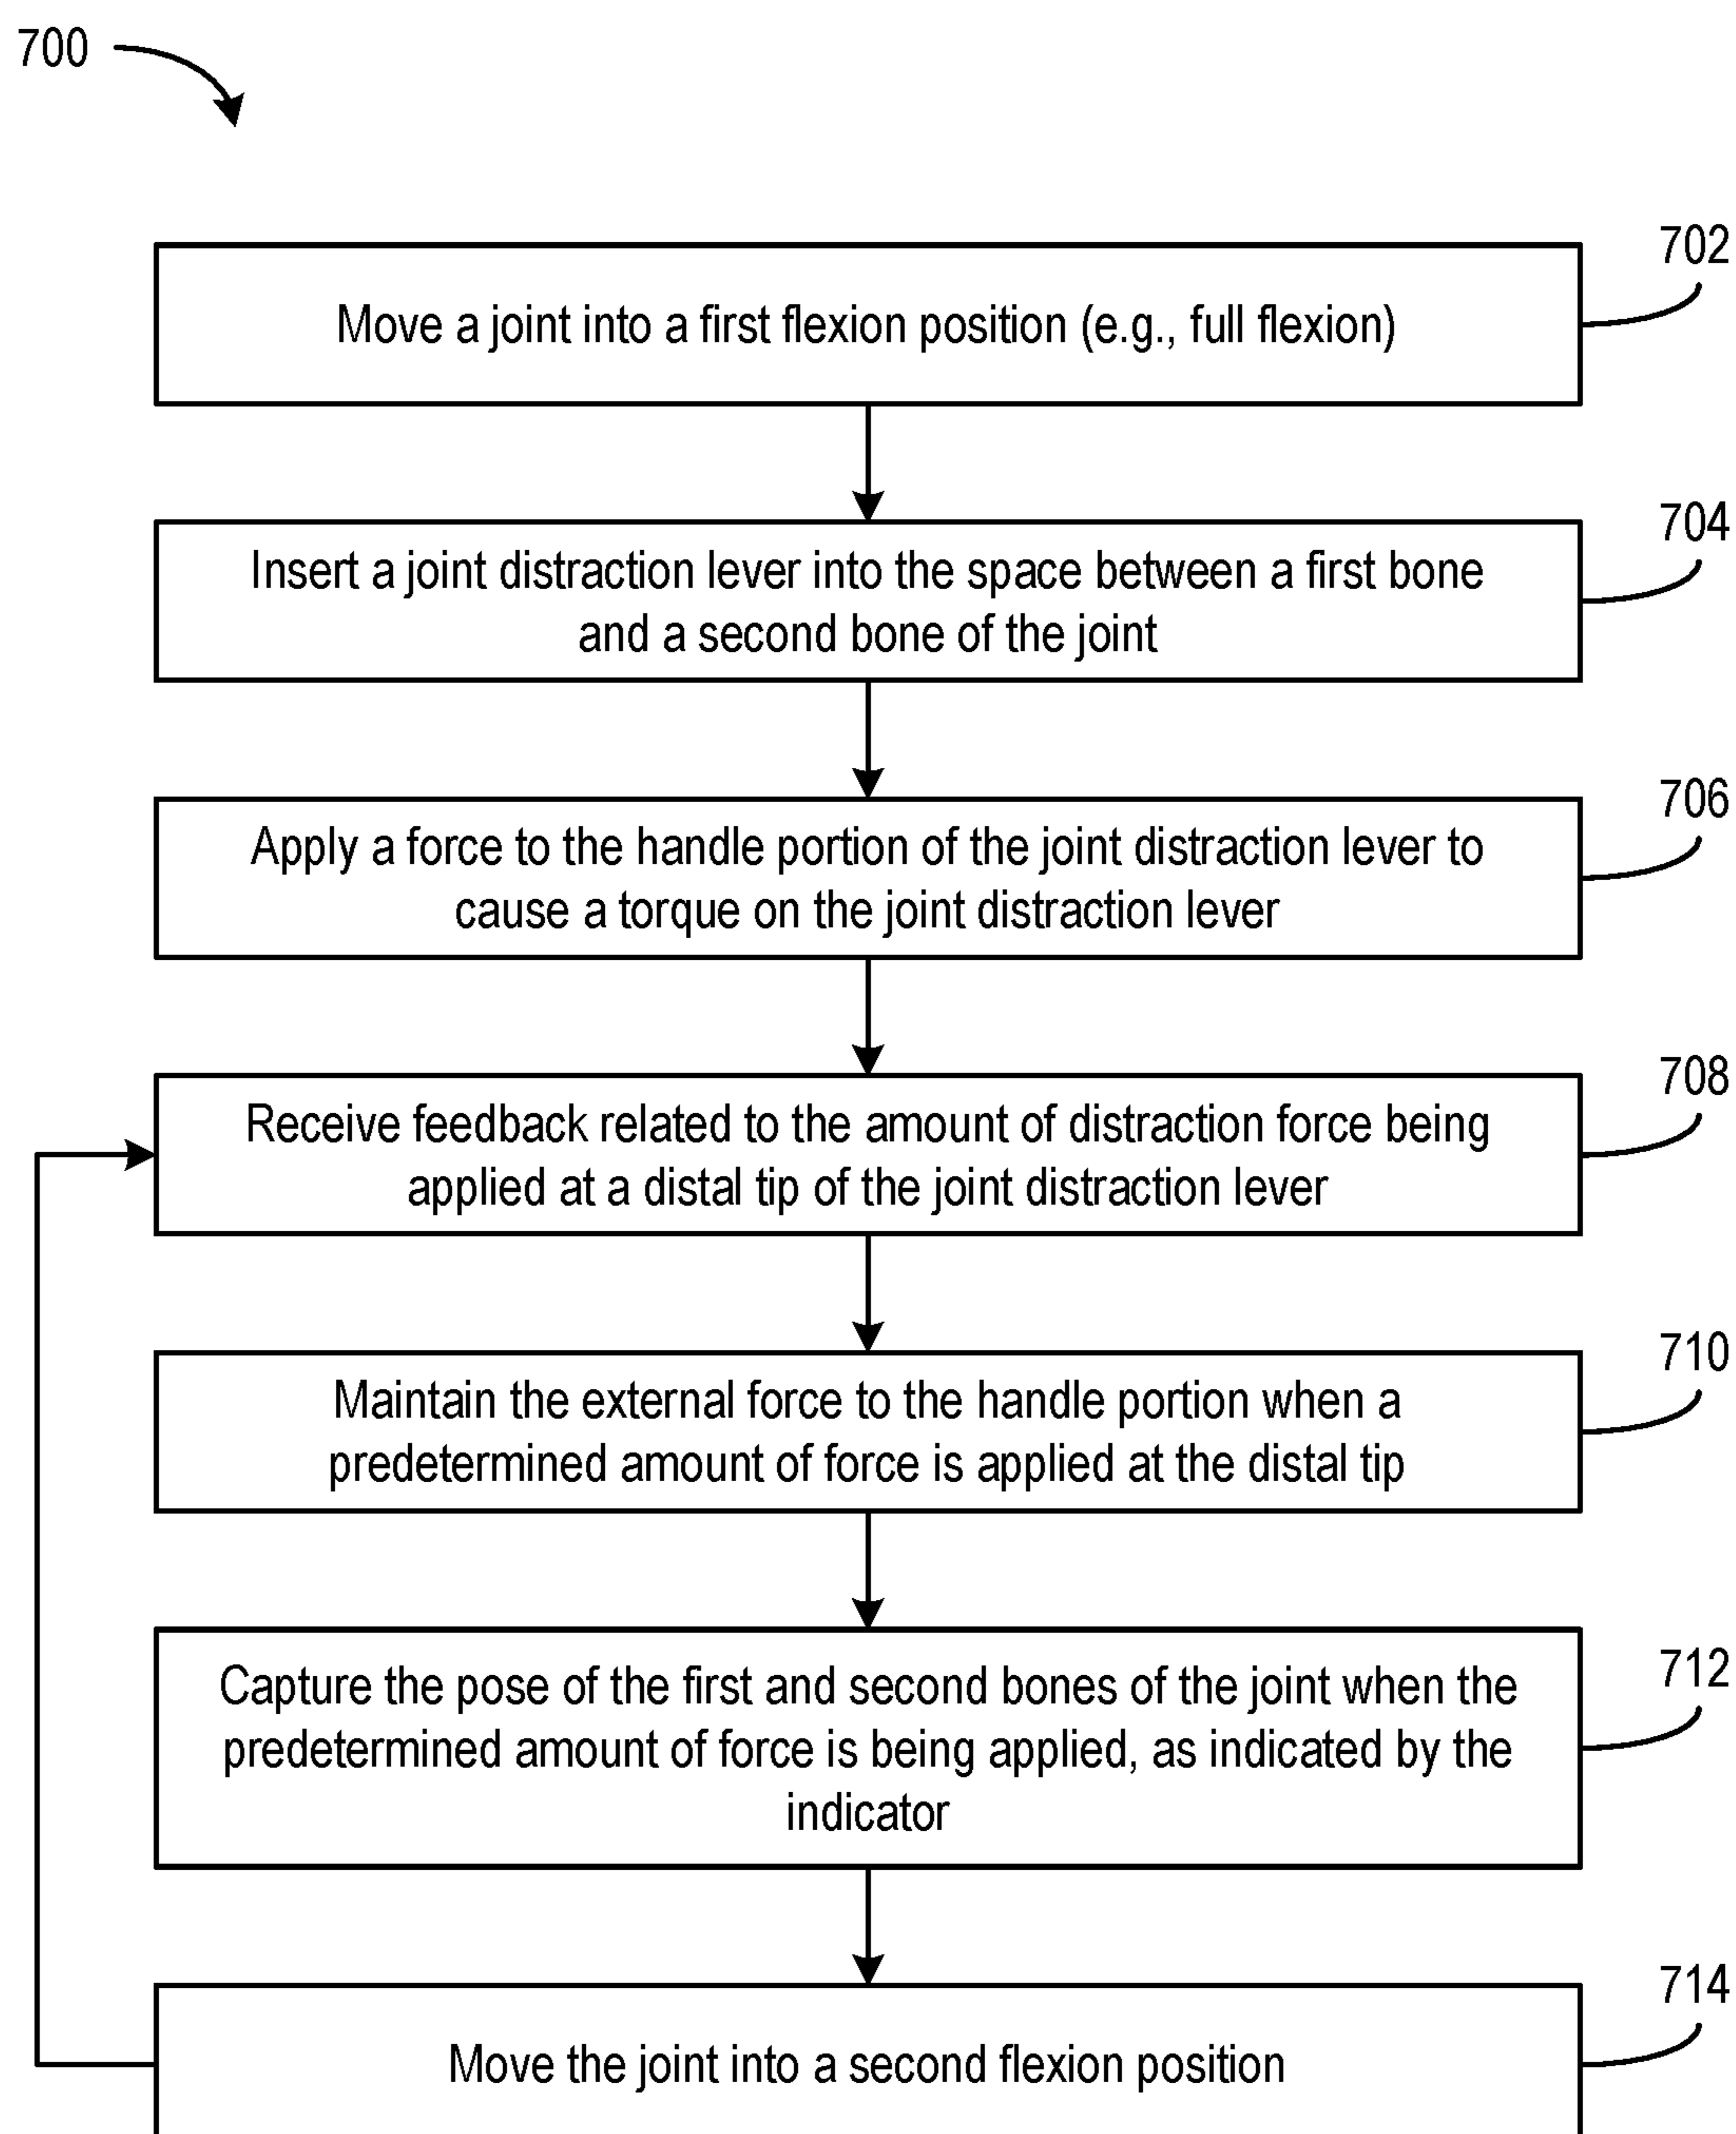 700
702
Move a joint into a first flexion position (e.g., full flexion)
704
Insert a joint distraction lever into the space between a first bone
and a second bone of the joint
706
Apply a force to the handle portion of the joint distraction lever to
cause a torque on the joint distraction lever
708
Receive feedback related to the amount of distraction force being
applied at a distal tip of the joint distraction lever
710
Maintain the external force to the handle portion when a
predetermined amount of force is applied at the distal tip
712
Capture the pose of the first and second bones of the joint when the
predetermined amount of force is being applied, as indicated by the
indicator
714
Move the joint into a second flexion position